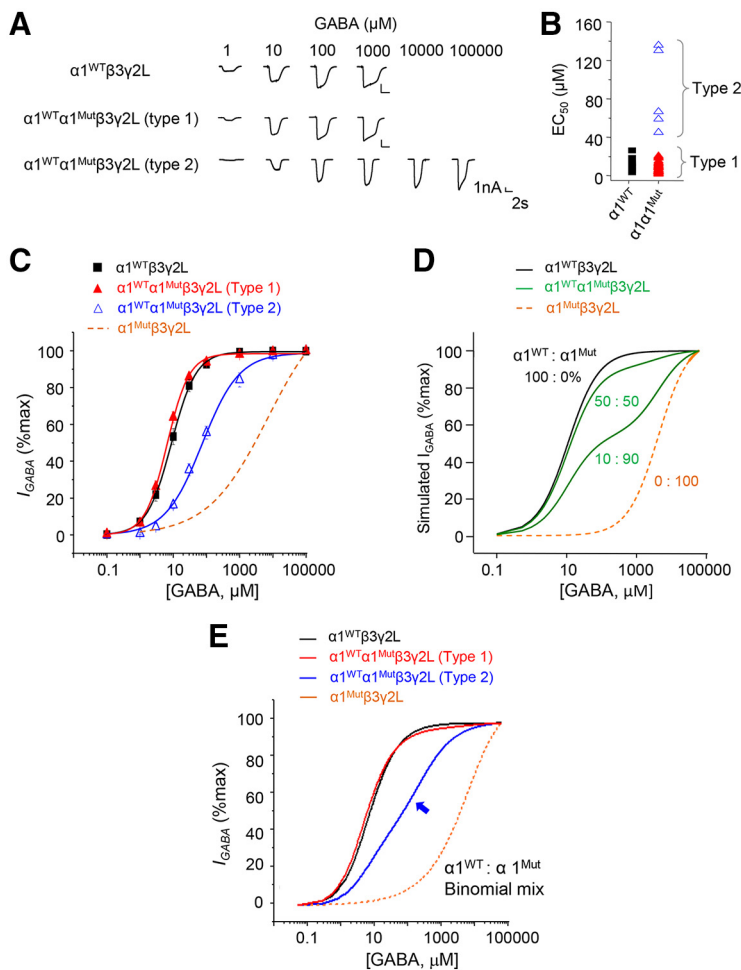 A
GABA (µM)
1 10 100 1000 10000 100000
α1ᵂᵀβ3γ2L
α1ᵂᵀα1ᴹᵘᵗβ3γ2L (type 1)
α1ᵂᵀα1ᴹᵘᵗβ3γ2L (type 2)
1nA
2s
B
EC₅₀ (µM)
160
120
80
40
0
Type 2
Type 1
α1ᵂᵀ
α1α1ᴹᵘᵗ
C
α1ᵂᵀβ3γ2L
α1ᵂᵀα1ᴹᵘᵗβ3γ2L (Type 1)
α1ᵂᵀα1ᴹᵘᵗβ3γ2L (Type 2)
α1ᴹᵘᵗβ3γ2L
I_GABA (%max)
100
80
60
40
20
0
0.1 10 1000 100000
[GABA, µM]
D
α1ᵂᵀβ3γ2L
α1ᵂᵀα1ᴹᵘᵗβ3γ2L
α1ᴹᵘᵗβ3γ2L
Simulated I_GABA (%max)
100
80
60
40
20
0
α1ᵂᵀ : α1ᴹᵘᵗ
100 : 0%
50 : 50
10 : 90
0 : 100
0.1 10 1000 100000
[GABA, µM]
E
α1ᵂᵀβ3γ2L
α1ᵂᵀα1ᴹᵘᵗβ3γ2L (Type 1)
α1ᵂᵀα1ᴹᵘᵗβ3γ2L (Type 2)
α1ᴹᵘᵗβ3γ2L
I_GABA (%max)
100
80
60
40
20
0
α1ᵂᵀ : α 1ᴹᵘᵗ
Binomial mix
0.1 10 1000 100000
[GABA, µM]